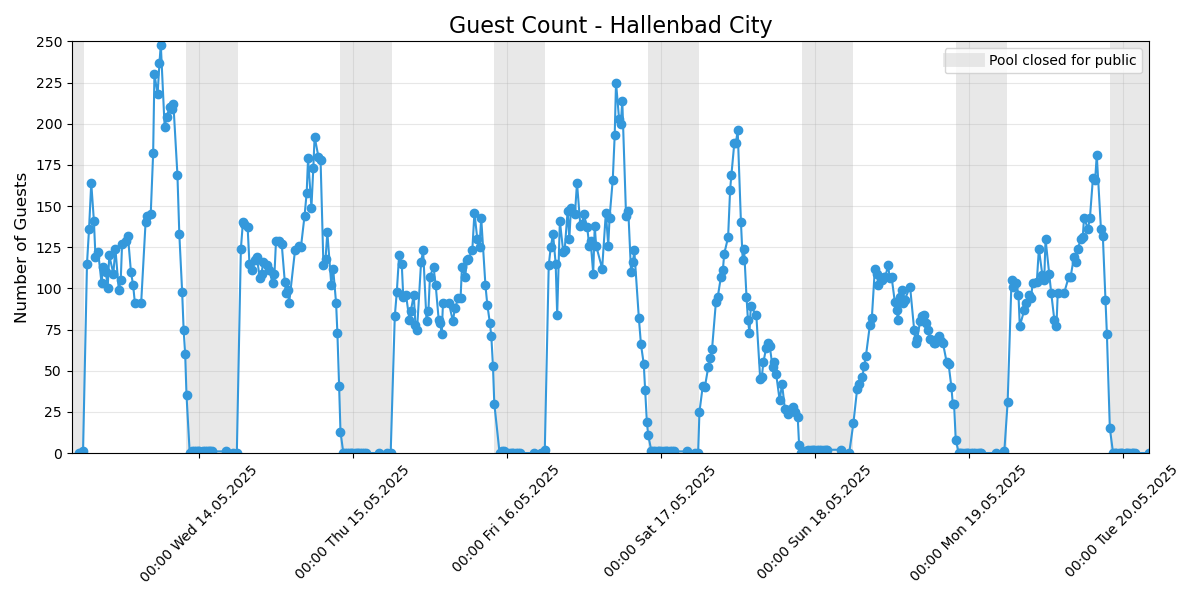 Guest Count - Hallenbad City
Pool closed for public
Number of Guests
250
225
200
175
150
125
100
75
50
25
0
00:00 Wed 14.05.2025
00:00 Thu 15.05.2025
00:00 Fri 16.05.2025
00:00 Sat 17.05.2025
00:00 Sun 18.05.2025
00:00 Mon 19.05.2025
00:00 Tue 20.05.2025